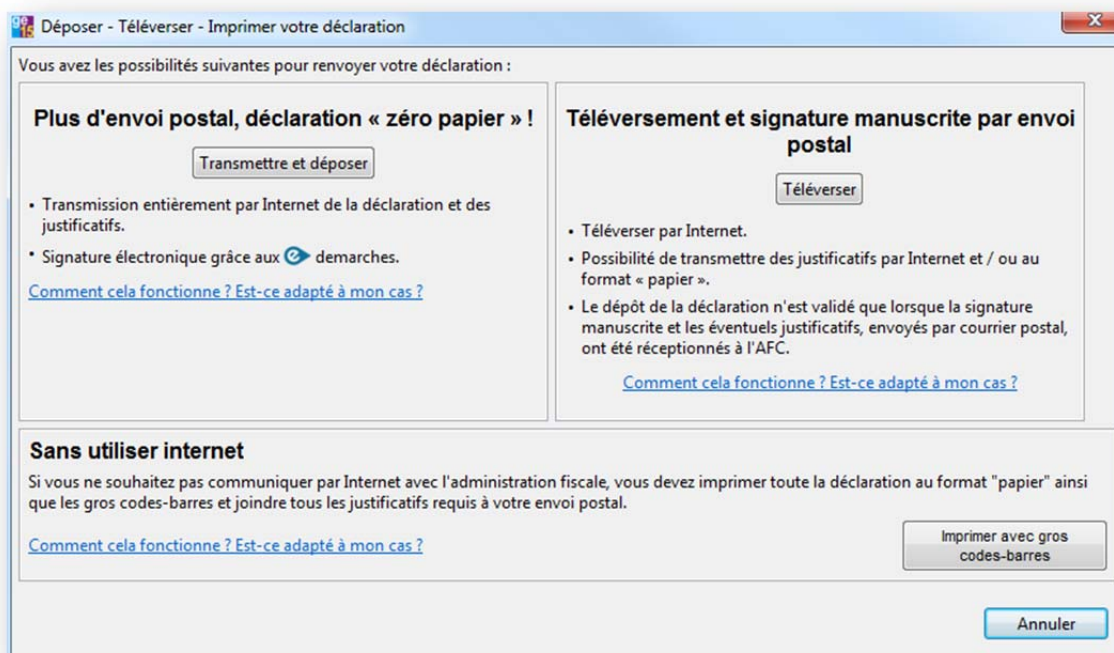 Déposer - Téléverser - Imprimer votre déclaration
Vous avez les possibilités suivantes pour renvoyer votre déclaration :
Plus d'envoi postal, déclaration « zéro papier » !
Transmettre et déposer
• Transmission entièrement par Internet de la déclaration et des
justificatifs.
• Signature électronique grâce aux e demarches.
Comment cela fonctionne ? Est-ce adapté à mon cas ?
Téléversement et signature manuscrite par envoi
postal
Téléverser
• Téléverser par Internet.
• Possibilité de transmettre des justificatifs par Internet et / ou au
format « papier ».
• Le dépôt de la déclaration n'est validé que lorsque la signature
manuscrite et les éventuels justificatifs, envoyés par courrier postal,
ont été réceptionnés à l'AFC.
Comment cela fonctionne ? Est-ce adapté à mon cas ?
Sans utiliser internet
Si vous ne souhaitez pas communiquer par Internet avec l'administration fiscale, vous devez imprimer toute la déclaration au format "papier" ainsi
que les gros codes-barres et joindre tous les justificatifs requis à votre envoi postal.
Comment cela fonctionne ? Est-ce adapté à mon cas ?
Imprimer avec gros
codes-barres
Annuler